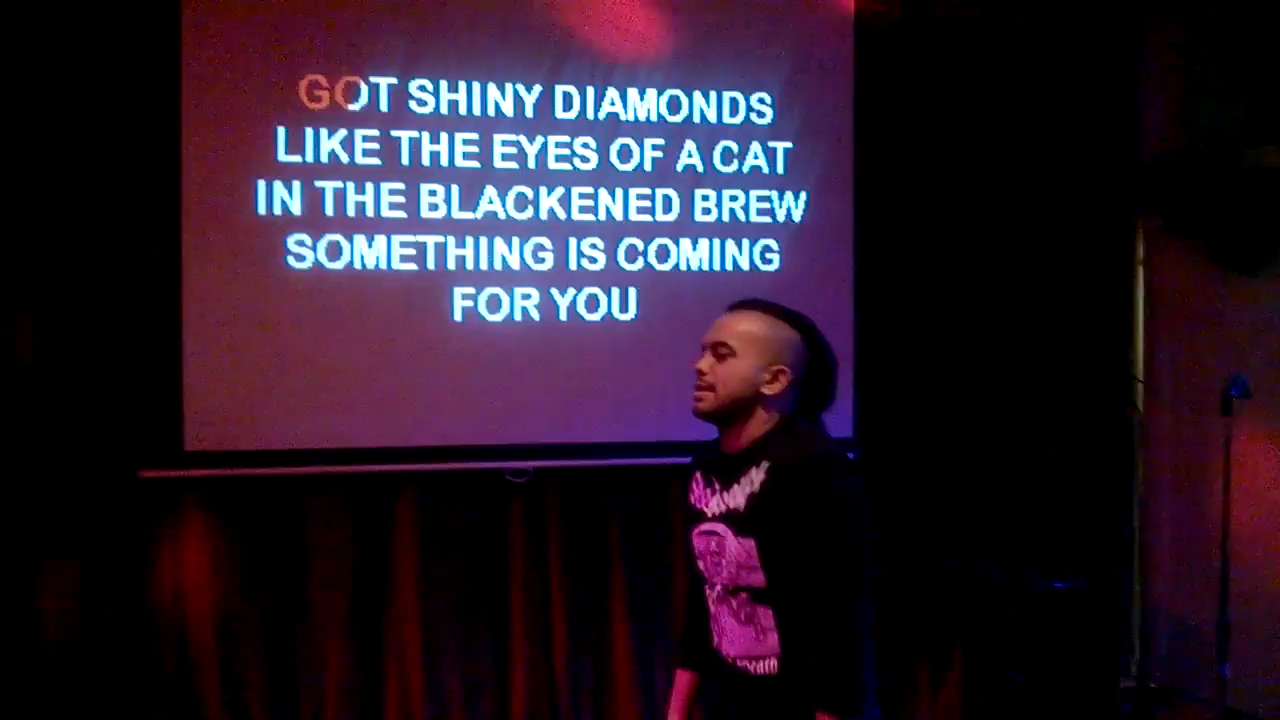 GOT SHINY DIAMONDS
LIKE THE EYES OF A CAT
IN THE BLACKENED BREW
SOMETHING IS COMING
FOR YOU